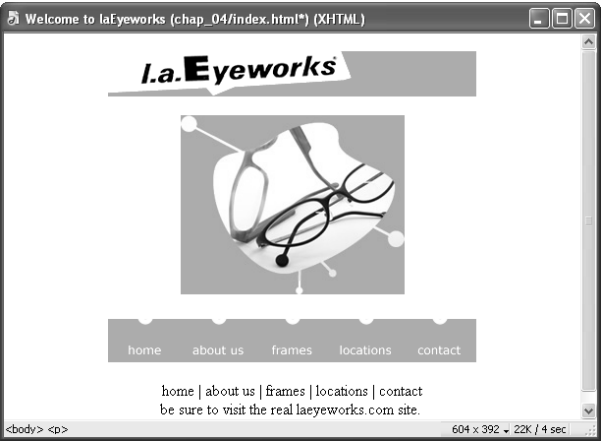 Welcome to laEyeworks (chap_04/index.html*) (XHTML)
l.a.Eyeworks
home about us frames locations contact
home | about us | frames | locations | contact
be sure to visit the real laeyeworks.com site.
<body> <p> 604 x 392 22K / 4 sec